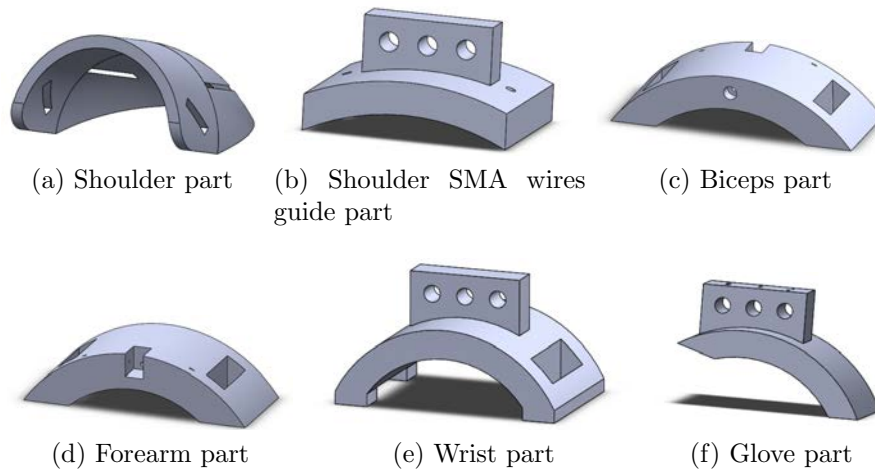 (a) Shoulder part
(b) Shoulder SMA wires
guide part
(c) Biceps part
(d) Forearm part
(e) Wrist part
(f) Glove part